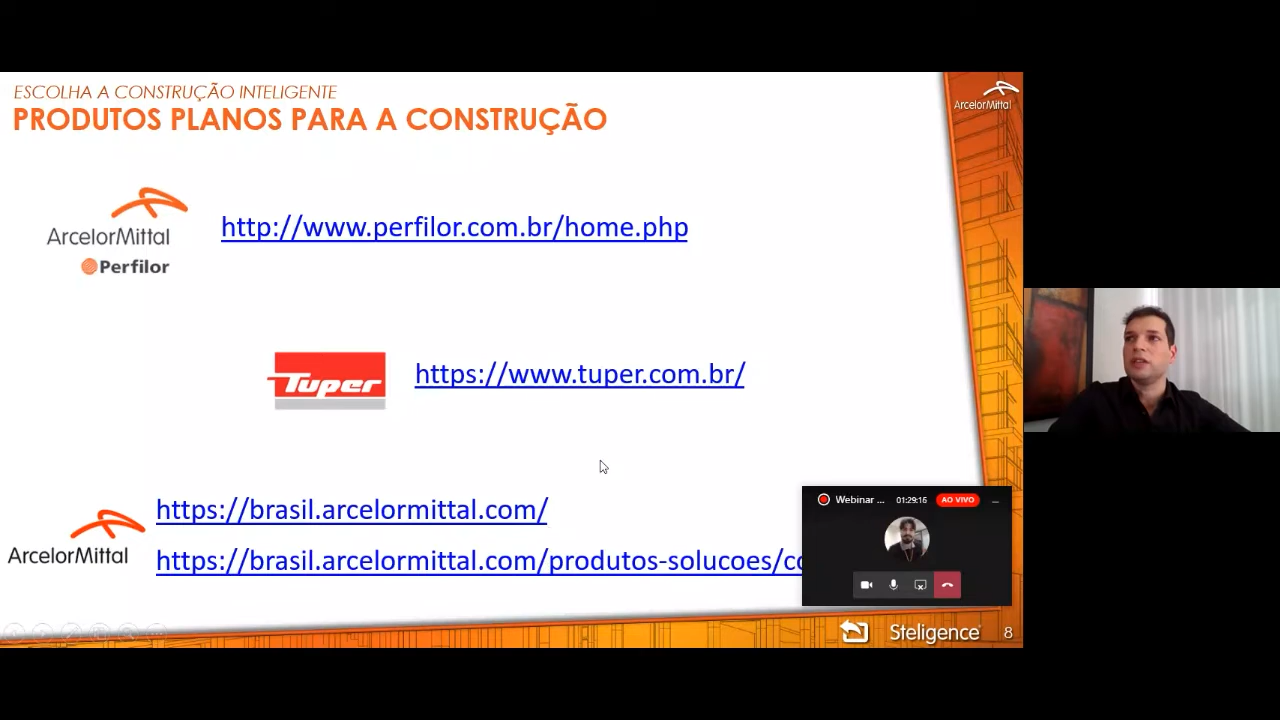 ESCOLHA A CONSTRUÇÃO INTELIGENTE
PRODUTOS PLANOS PARA A CONSTRUÇÃO
ArcelorMittal
ArcelorMittal
Perfilor
http://www.perfilor.com.br/home.php
Tuper
https://www.tuper.com.br/
ArcelorMittal
https://brasil.arcelormittal.com/
https://brasil.arcelormittal.com/produtos-solucoes/co
Webinar ... 01:29:16 AO VIVO
Steligence® 8